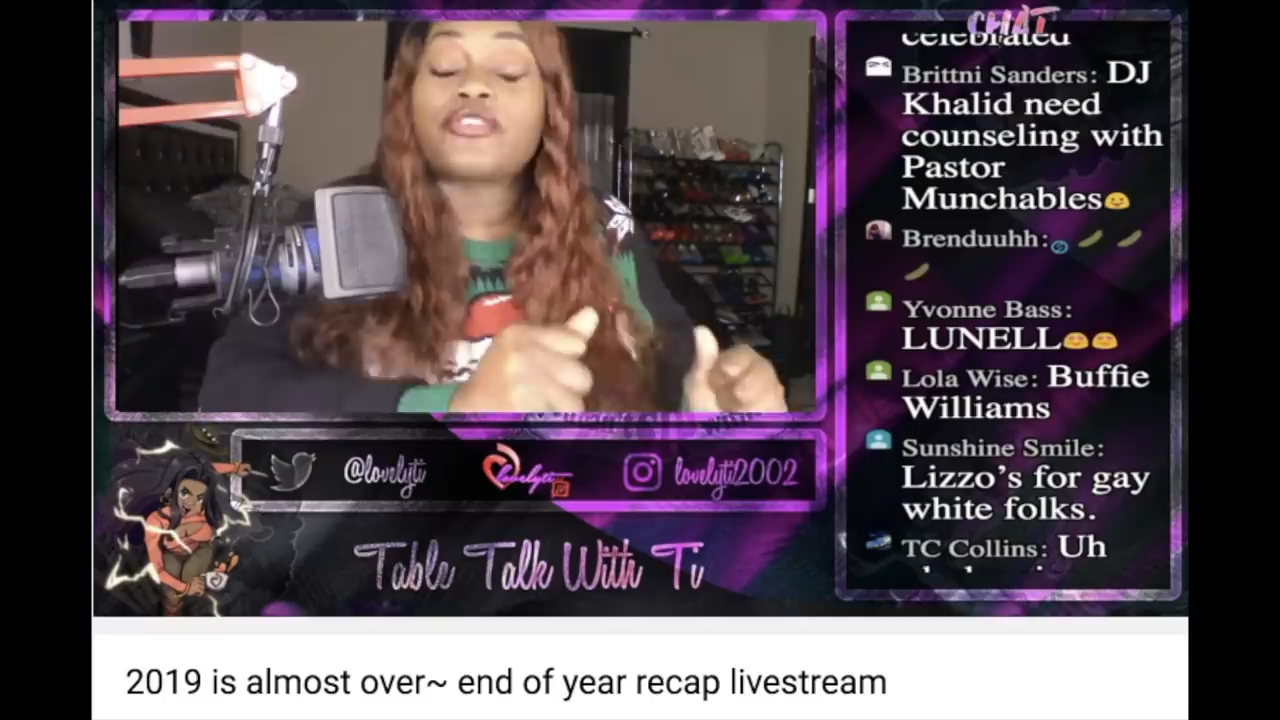 CHAT
celebrated
Brittni Sanders: DJ
Khalid need
counseling with
Pastor
Munchables
Brenduuhh:
Yvonne Bass:
LUNELL
Lola Wise: Buffie
Williams
Sunshine Smile:
Lizzo's for gay
white folks.
TC Collins: Uh
@lovelyti
lovelyti
lovelyti2002
Table Talk With Ti
2019 is almost over~ end of year recap livestream